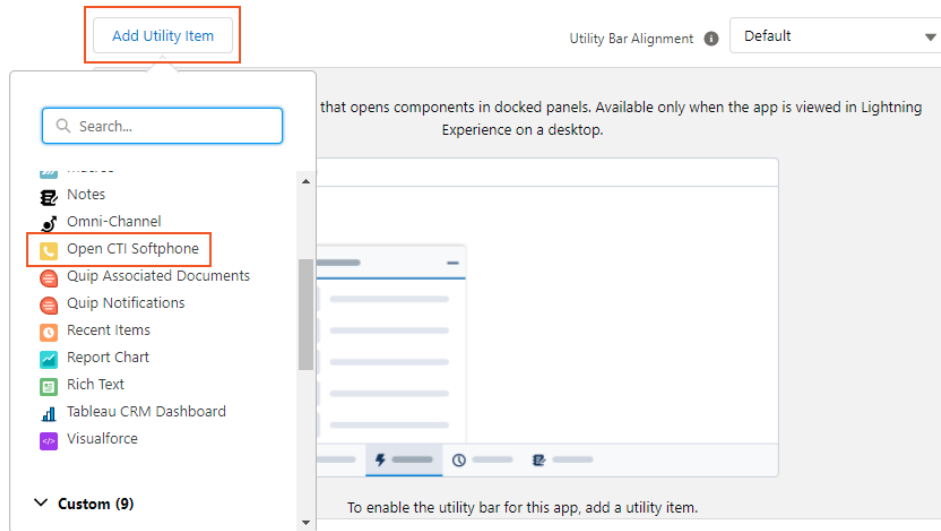 Add Utility Item
Utility Bar Alignment
Default
Search...
that opens components in docked panels. Available only when the app is viewed in Lightning
Experience on a desktop.
Macros
Notes
Omni-Channel
Open CTI Softphone
Quip Associated Documents
Quip Notifications
Recent Items
Report Chart
Rich Text
Tableau CRM Dashboard
Visualforce
Custom (9)
To enable the utility bar for this app, add a utility item.